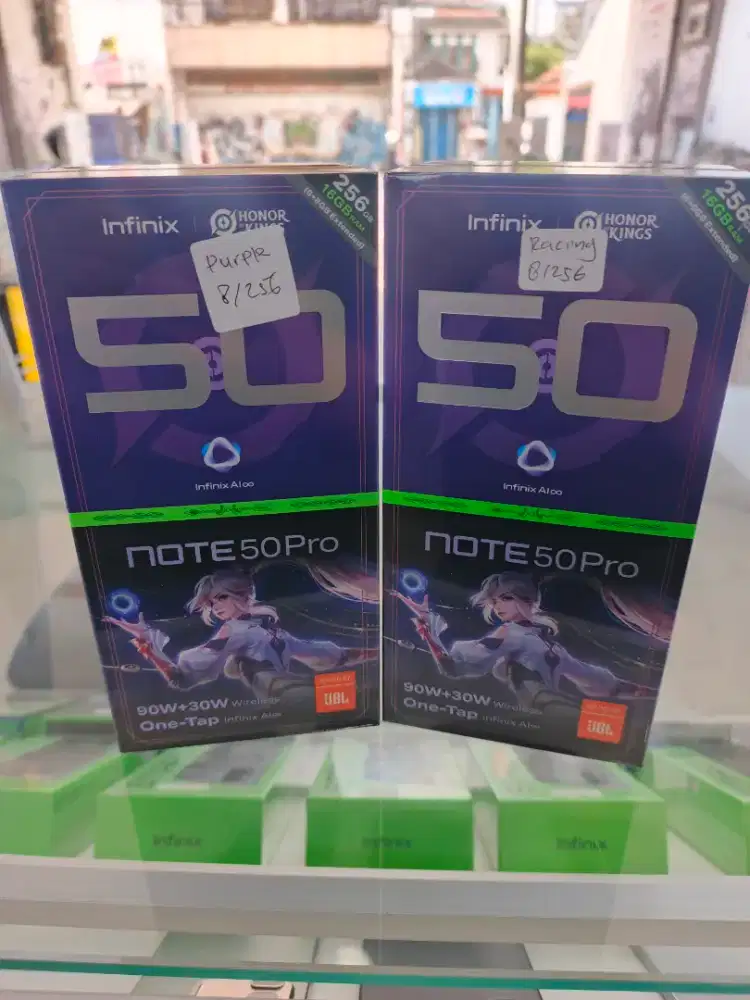 Infinix
HONOR
OF KINGS
256GB
16GB RAM
(8+8GB Extended)
Purple
8/256
50
Infinix AI∞
NOTE 50 Pro
90W+30W Wireless
One-Tap Infinix AI∞
JBL
Infinix
HONOR
OF KINGS
256GB
16GB RAM
(8+8GB Extended)
Racing
8/256
50
Infinix AI∞
NOTE 50 Pro
90W+30W Wireless
One-Tap Infinix AI∞
JBL
Infinix
Infinix
Infinix